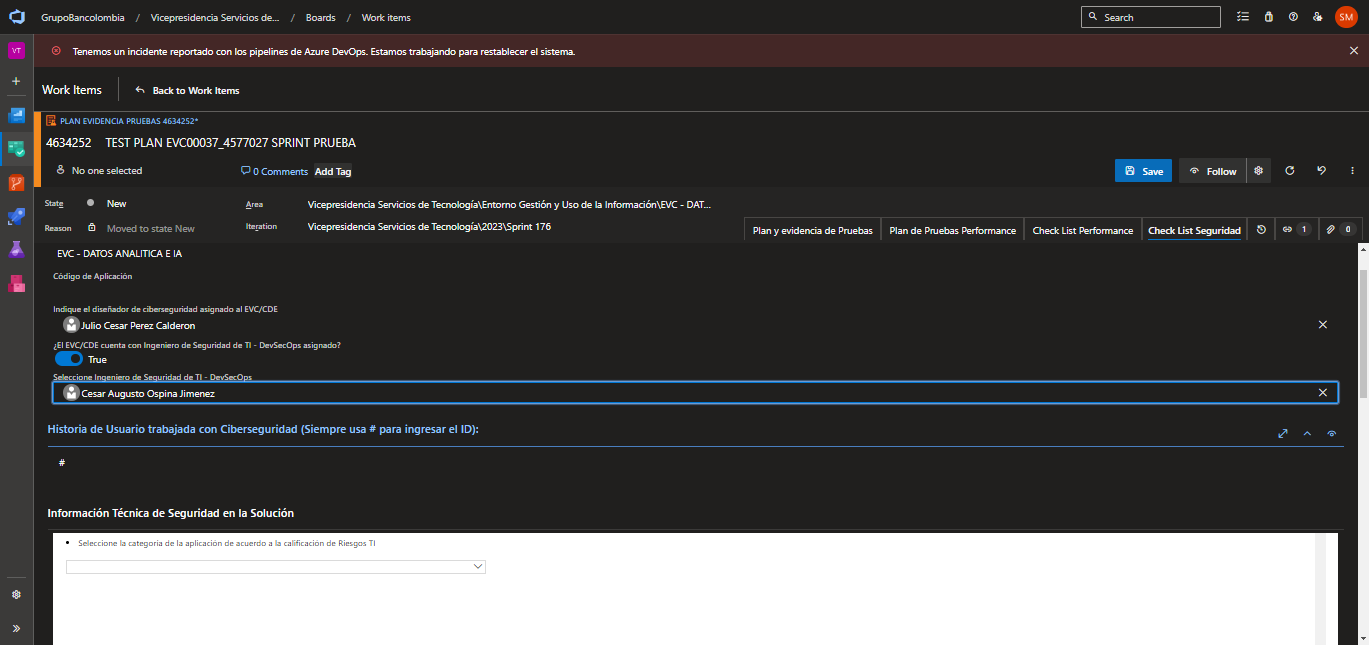 GrupoBancolombia / Vicepresidencia Servicios de... / Boards / Work items
Search
SM
VT
Tenemos un incidente reportado con los pipelines de Azure DevOps. Estamos trabajando para restablecer el sistema.
Work Items
Back to Work Items
PLAN EVIDENCIA PRUEBAS 4634252*
4634252 TEST PLAN EVC00037_4577027 SPRINT PRUEBA
No one selected
0 Comments
Add Tag
Save
Follow
State New
Area Vicepresidencia Servicios de Tecnología\Entorno Gestión y Uso de la Información\EVC - DAT...
Reason Moved to state New
Iteration Vicepresidencia Servicios de Tecnología\2023\Sprint 176
Plan y evidencia de Pruebas
Plan de Pruebas Performance
Check List Performance
Check List Seguridad
1
0
EVC - DATOS ANALITICA E IA
Código de Aplicación
Indique el diseñador de ciberseguridad asignado al EVC/CDE
Julio Cesar Perez Calderon
¿El EVC/CDE cuenta con Ingeniero de Seguridad de TI - DevSecOps asignado?
True
Seleccione Ingeniero de Seguridad de TI - DevSecOps
Cesar Augusto Ospina Jimenez
Historia de Usuario trabajada con Ciberseguridad (Siempre usa # para ingresar el ID):
#
Información Técnica de Seguridad en la Solución
• Seleccione la categoria de la aplicación de acuerdo a la calificación de Riesgos TI